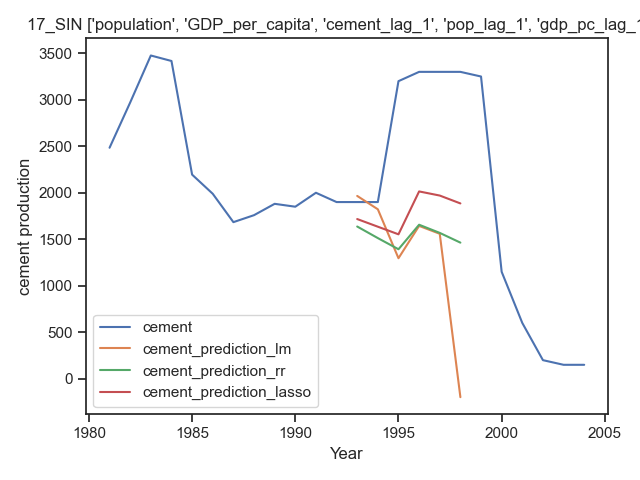 17_SIN ['population', 'GDP_per_capita', 'cement_lag_1', 'pop_lag_1', 'gdp_pc_lag_1
3500
3000
2500
2000
1500
1000
500
0
cement production
cement
cement_prediction_lm
cement_prediction_rr
cement_prediction_lasso
1980 1985 1990 1995 2000 2005
Year